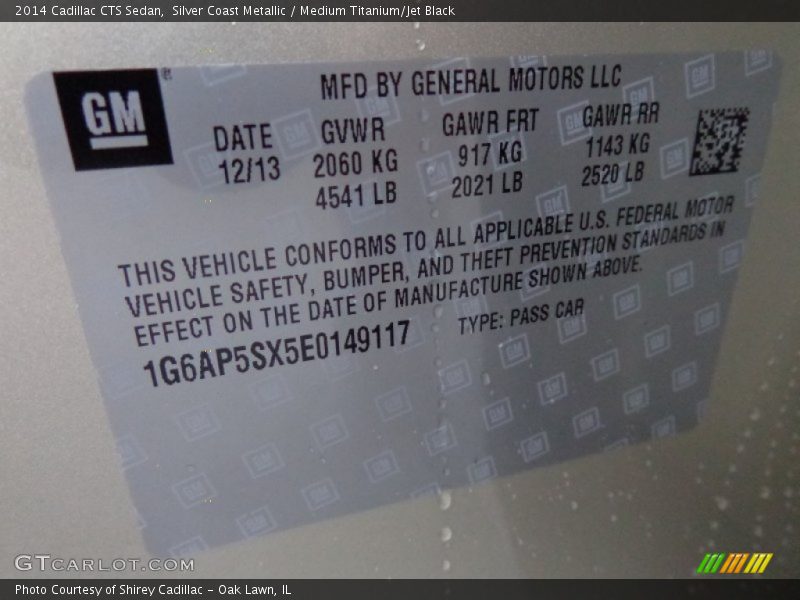 2014 Cadillac CTS Sedan,  Silver Coast Metallic / Medium Titanium/Jet Black
GM
®
MFD BY GENERAL MOTORS LLC
DATE GVWR GAWR FRT GAWR RR
12/13 2060 KG 917 KG 1143 KG
4541 LB 2021 LB 2520 LB
THIS VEHICLE CONFORMS TO ALL APPLICABLE U.S. FEDERAL MOTOR
VEHICLE SAFETY, BUMPER, AND THEFT PREVENTION STANDARDS IN
EFFECT ON THE DATE OF MANUFACTURE SHOWN ABOVE.
1G6AP5SX5E0149117 TYPE: PASS CAR
GTCARLOT.COM
Photo Courtesy of Shirey Cadillac – Oak Lawn, IL